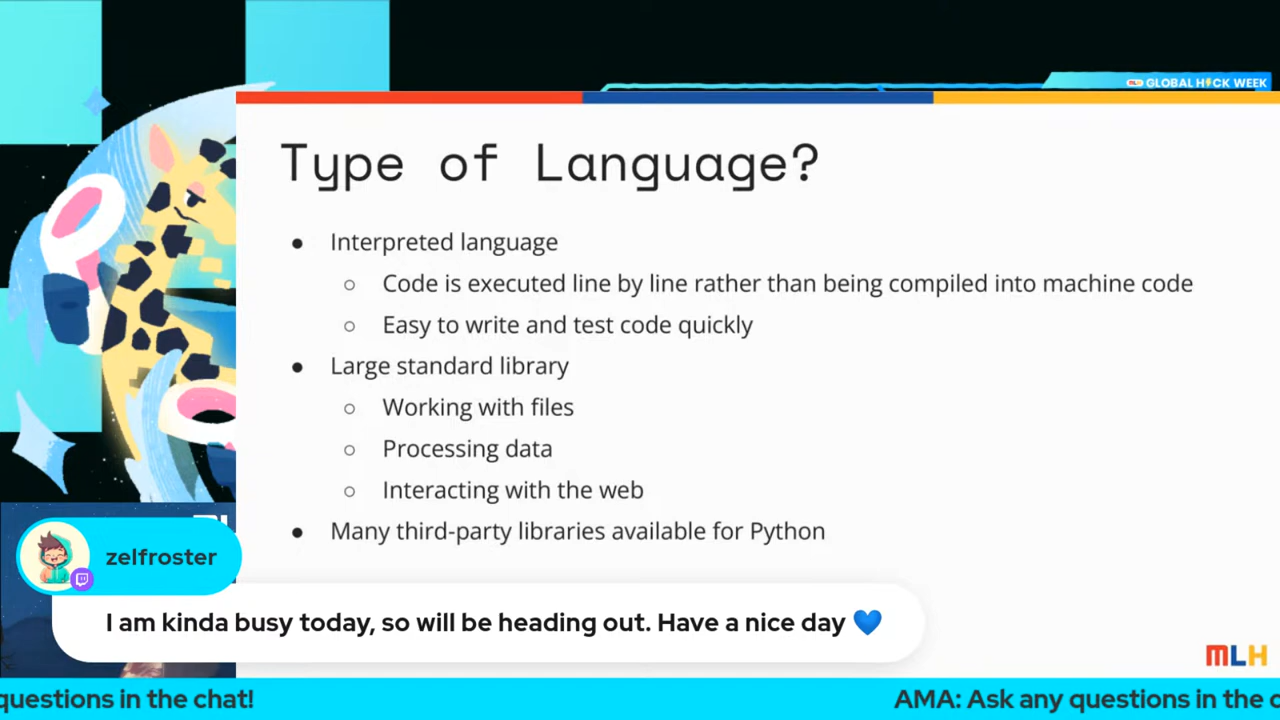 GLOBAL HACK WEEK
Type of Language?
● Interpreted language
○ Code is executed line by line rather than being compiled into machine code
○ Easy to write and test code quickly
● Large standard library
○ Working with files
○ Processing data
○ Interacting with the web
● Many third-party libraries available for Python
zelfroster
I am kinda busy today, so will be heading out. Have a nice day 💙
MLH
questions in the chat!
AMA: Ask any questions in the c